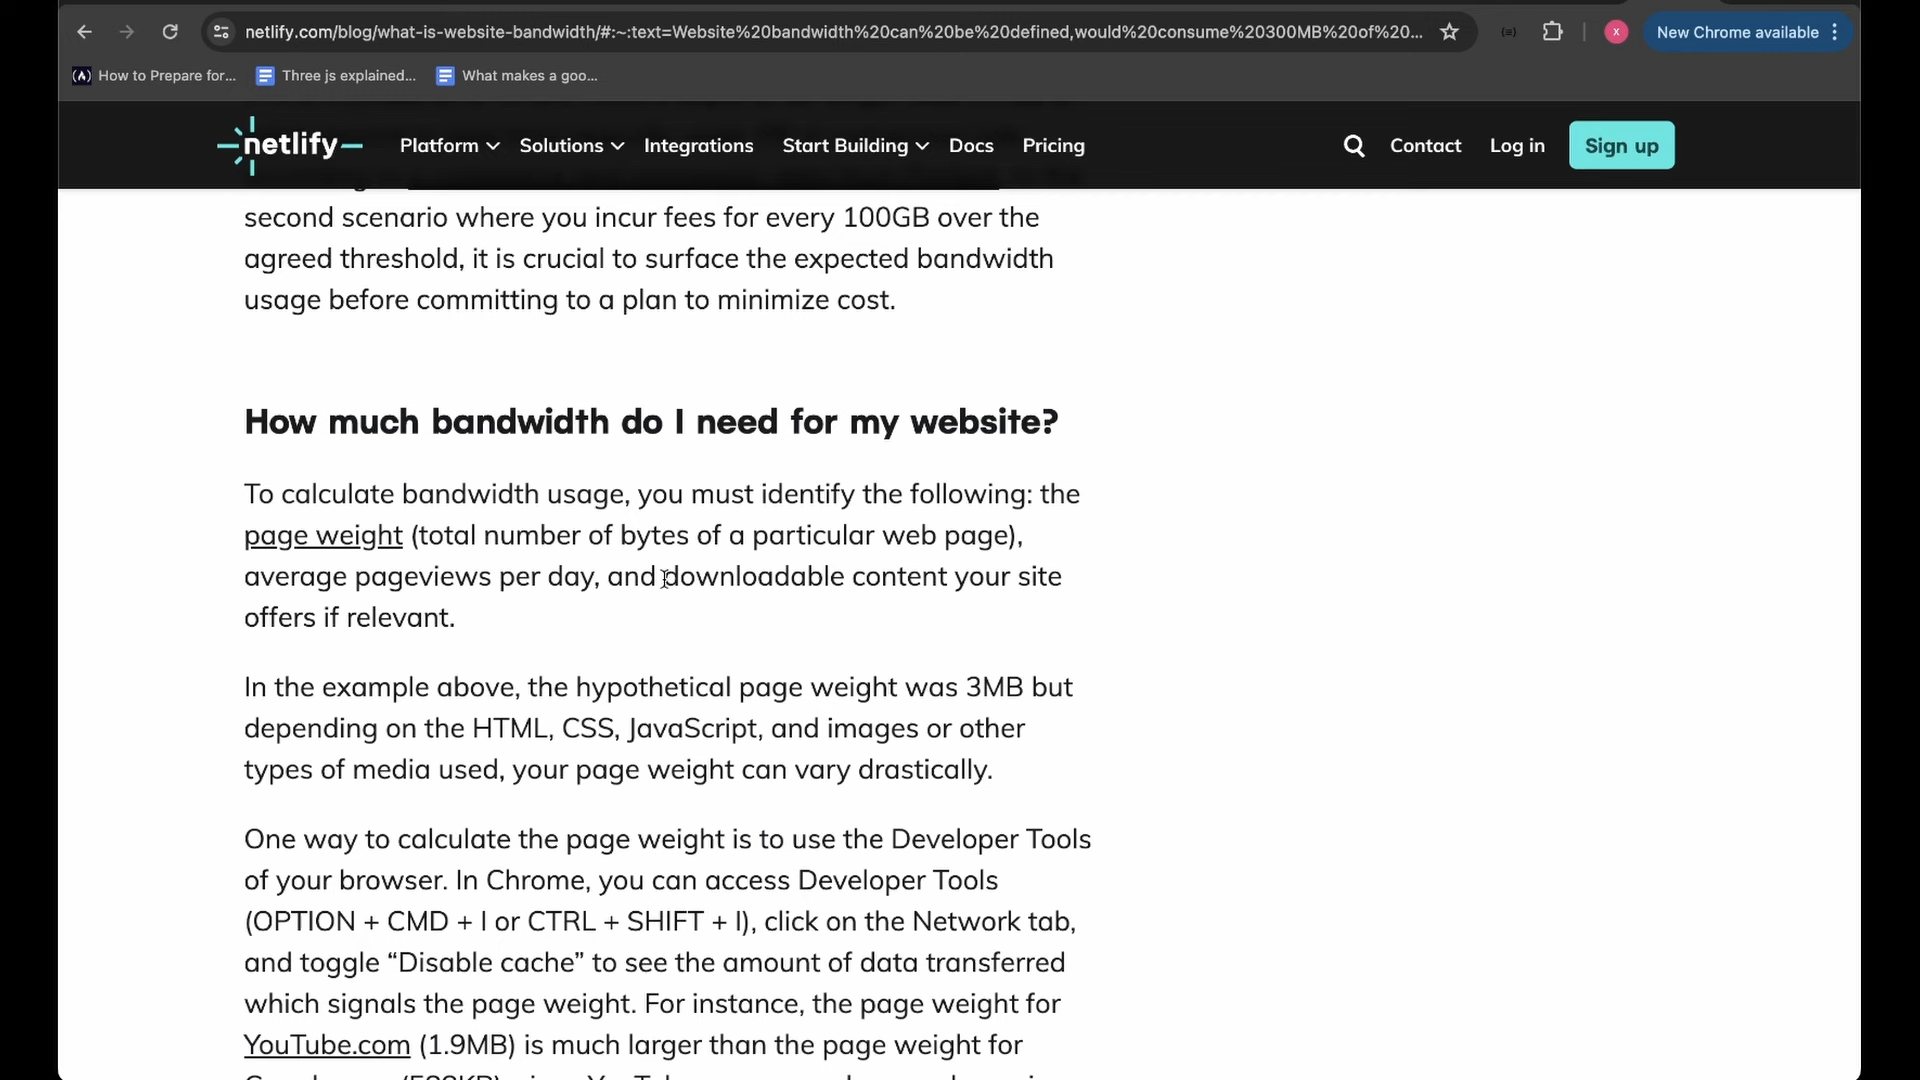 netlify.com/blog/what-is-website-bandwidth/#:~:text=Website%20bandwidth%20can%20be%20defined,would%20consume%20300MB%20of%20...
X
New Chrome available
How to Prepare for...
Three js explained...
What makes a goo...
netlify
Platform
Solutions
Integrations
Start Building
Docs
Pricing
Contact
Log in
Sign up
second scenario where you incur fees for every 100GB over the
agreed threshold, it is crucial to surface the expected bandwidth
usage before committing to a plan to minimize cost.
How much bandwidth do I need for my website?
To calculate bandwidth usage, you must identify the following: the
page weight (total number of bytes of a particular web page),
average pageviews per day, and downloadable content your site
offers if relevant.
In the example above, the hypothetical page weight was 3MB but
depending on the HTML, CSS, JavaScript, and images or other
types of media used, your page weight can vary drastically.
One way to calculate the page weight is to use the Developer Tools
of your browser. In Chrome, you can access Developer Tools
(OPTION + CMD + I or CTRL + SHIFT + I), click on the Network tab,
and toggle “Disable cache” to see the amount of data transferred
which signals the page weight. For instance, the page weight for
YouTube.com (1.9MB) is much larger than the page weight for